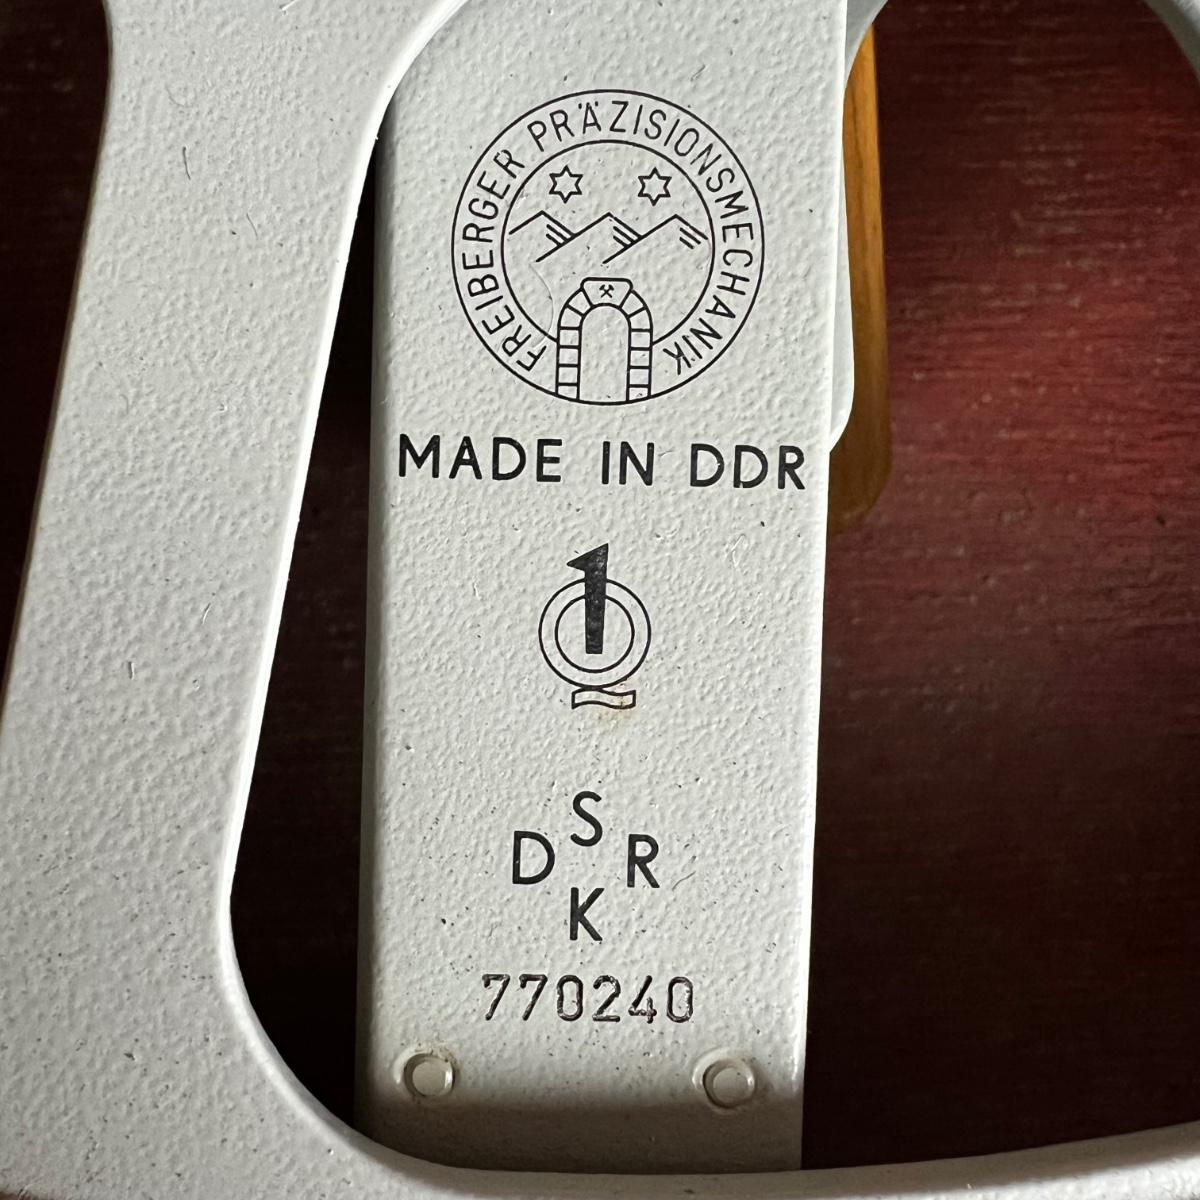 FREIBERGER PRÄZISIONSMECHANIK
MADE IN DDR
1
S
D R
K
770240